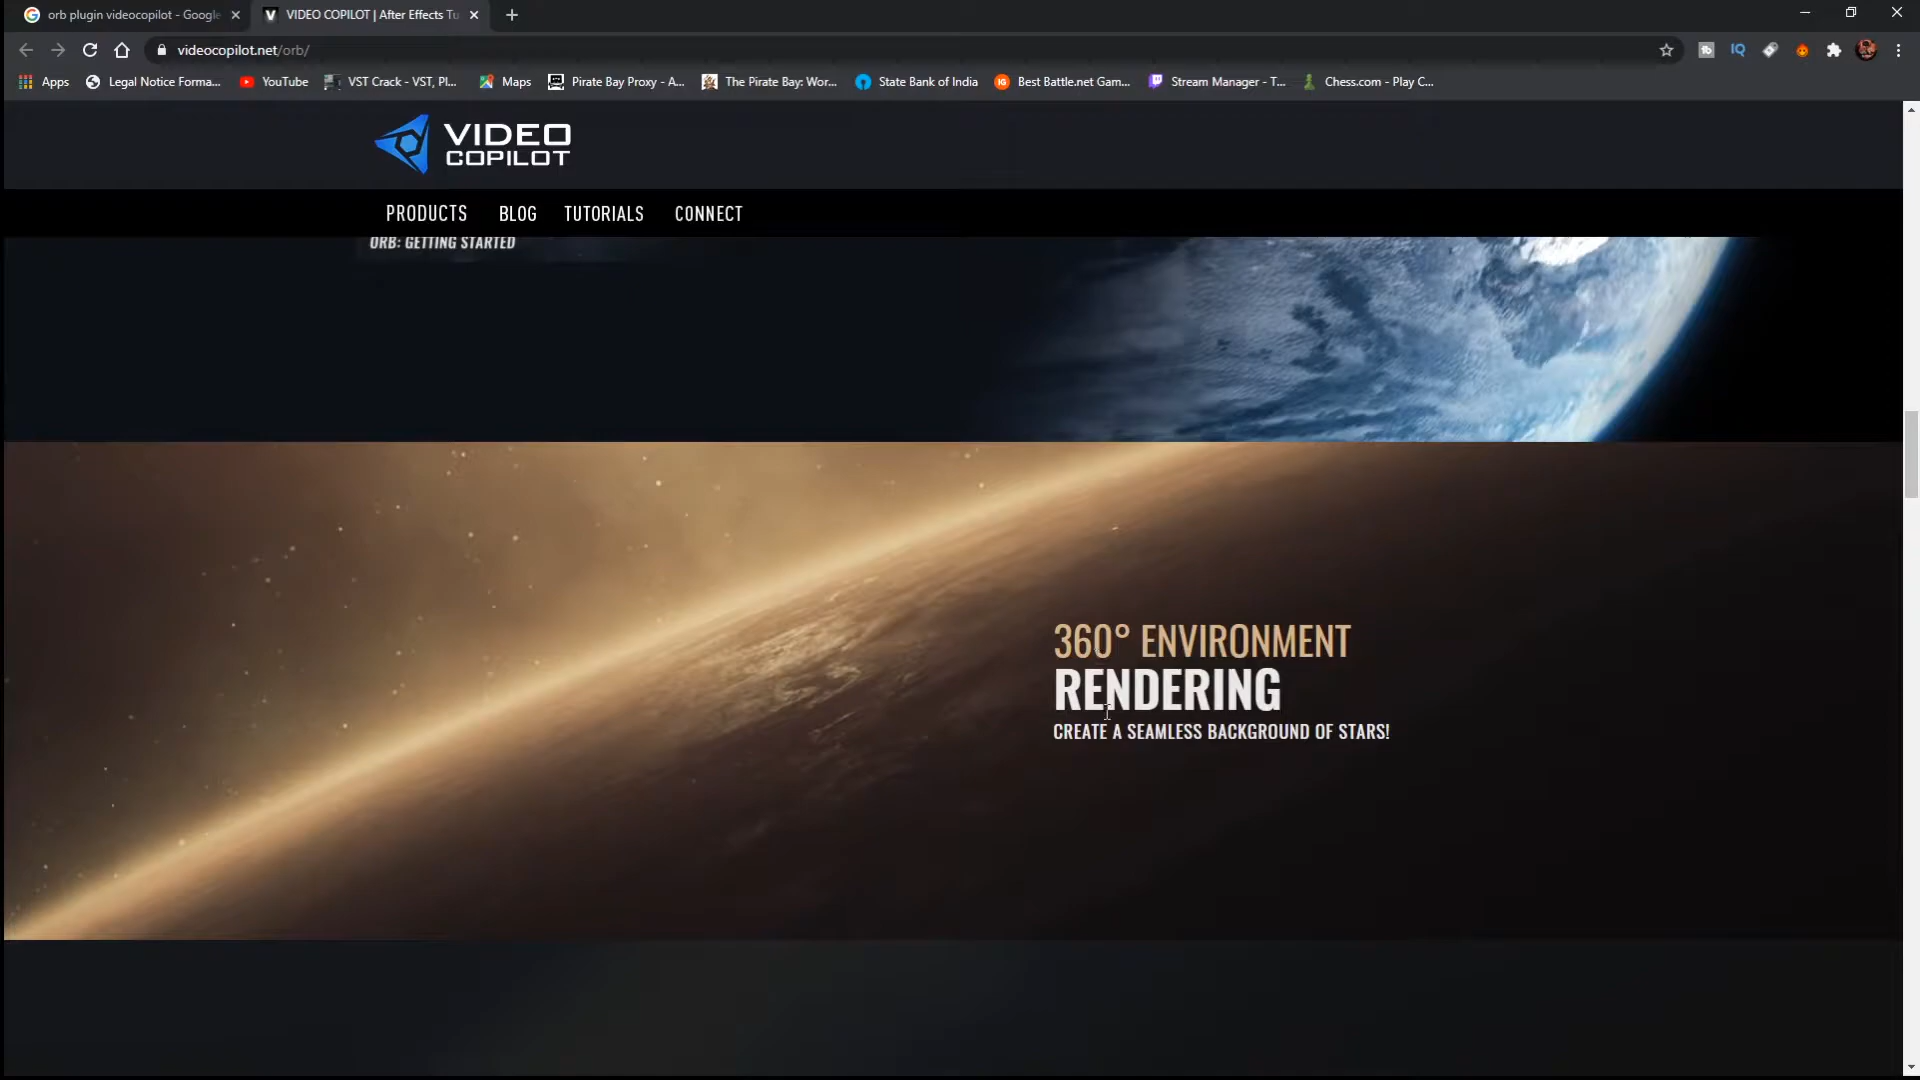 orb plugin videocopilot - Google
VIDEO COPILOT | After Effects Tu
videocopilot.net/orb/
Apps
Legal Notice Forma...
YouTube
VST Crack - VST, Pl...
Maps
Pirate Bay Proxy - A...
The Pirate Bay: Wor...
State Bank of India
Best Battle.net Gam...
Stream Manager - T...
Chess.com - Play C...
VIDEO
COPILOT
PRODUCTS
BLOG
TUTORIALS
CONNECT
ORB: GETTING STARTED
360° ENVIRONMENT
RENDERING
CREATE A SEAMLESS BACKGROUND OF STARS!